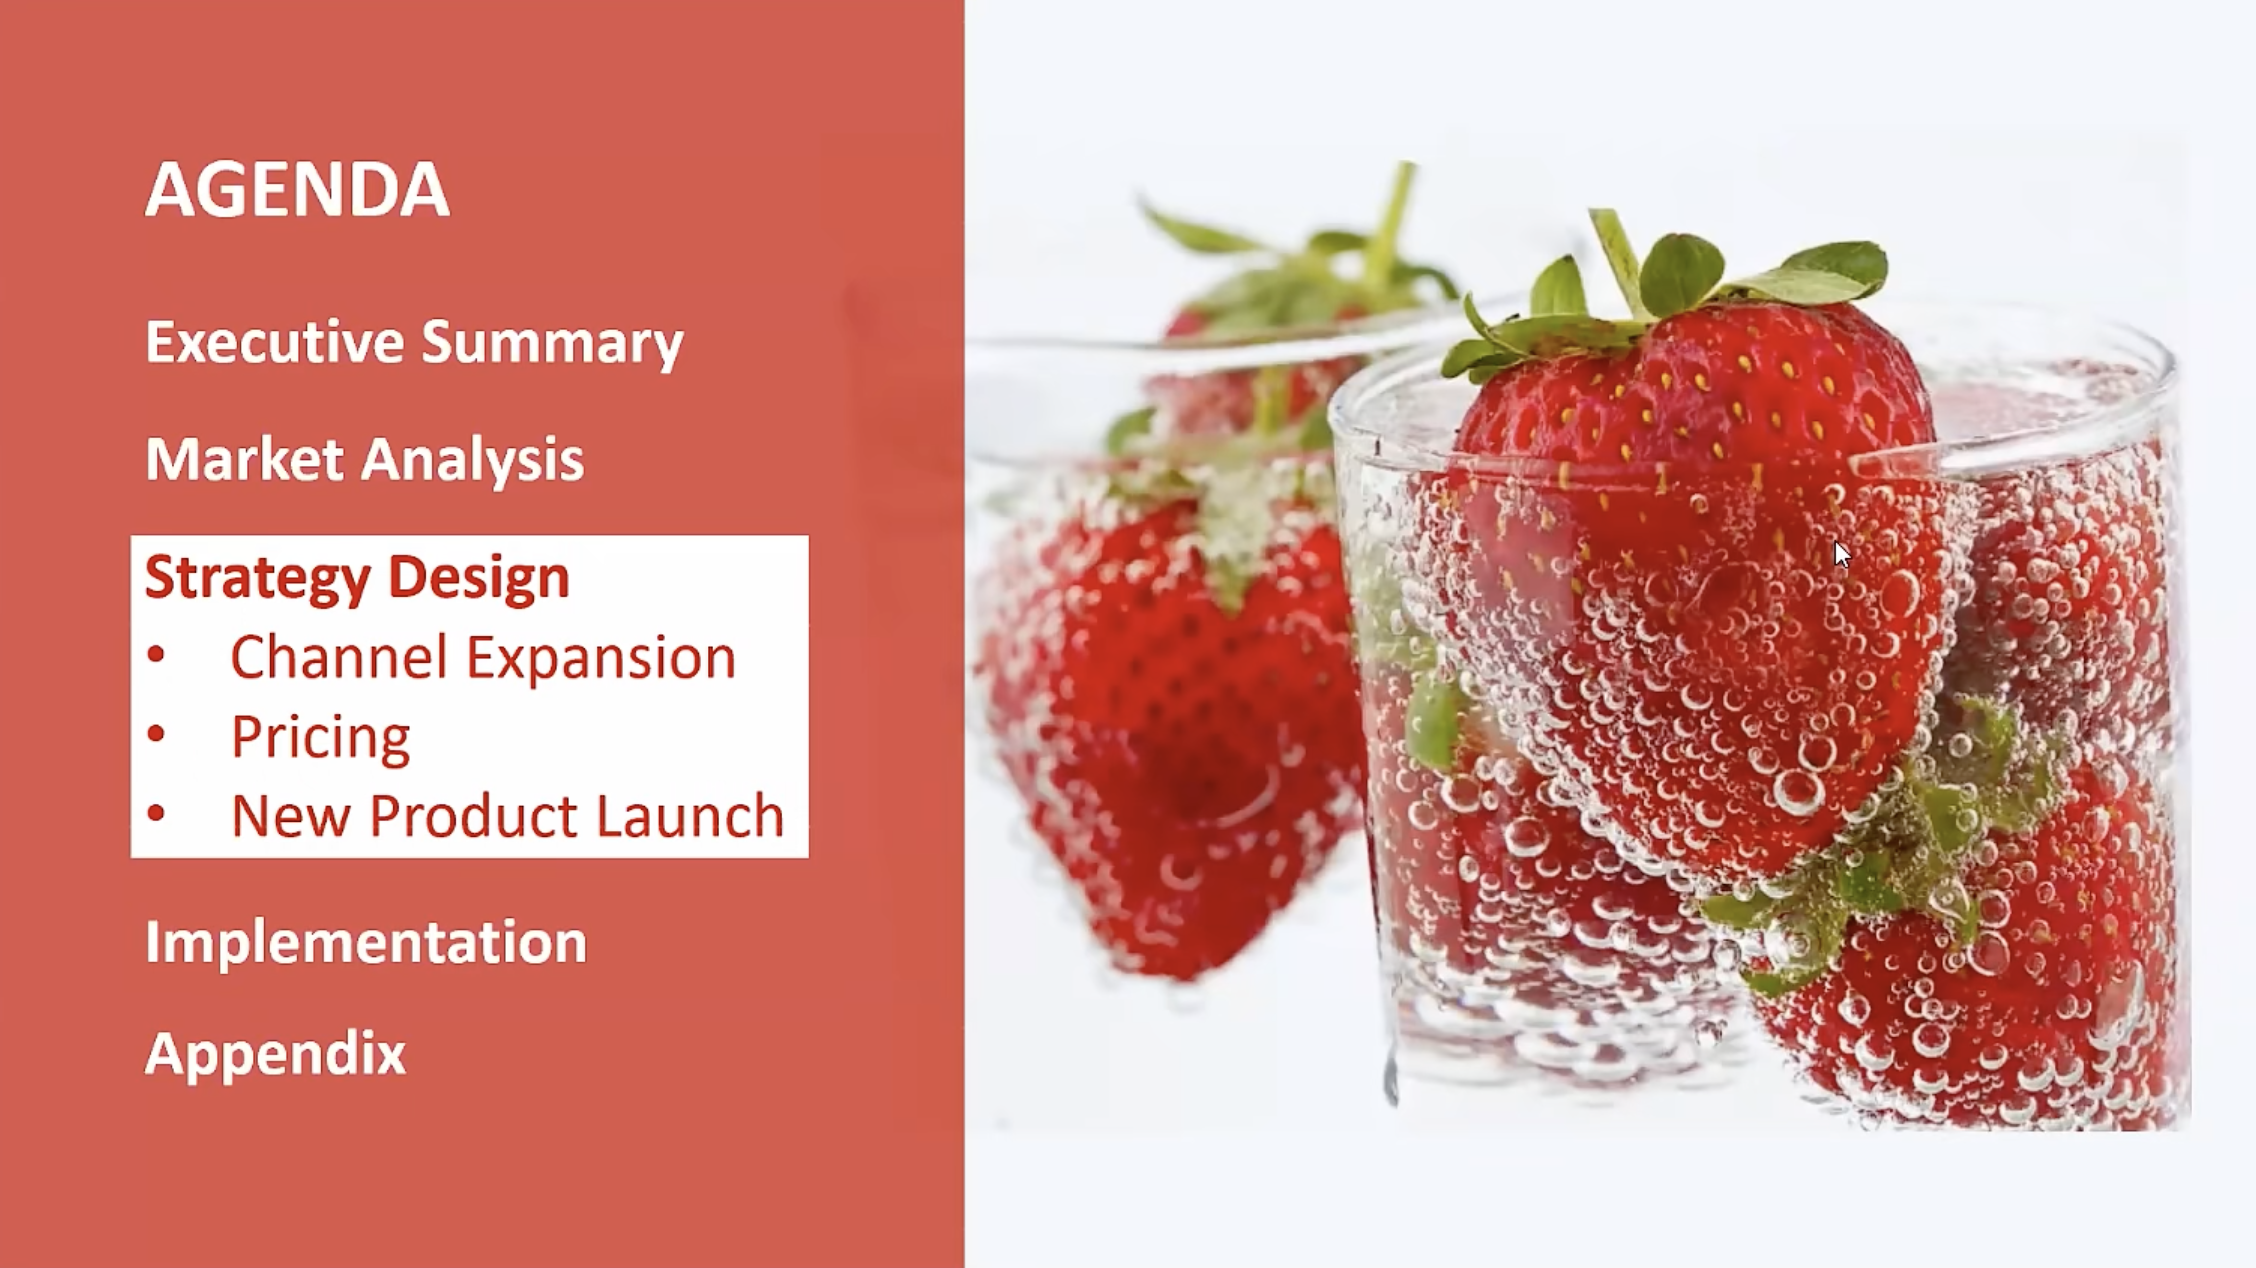 AGENDA
Executive Summary
Market Analysis
Strategy Design
• Channel Expansion
• Pricing
• New Product Launch
Implementation
Appendix